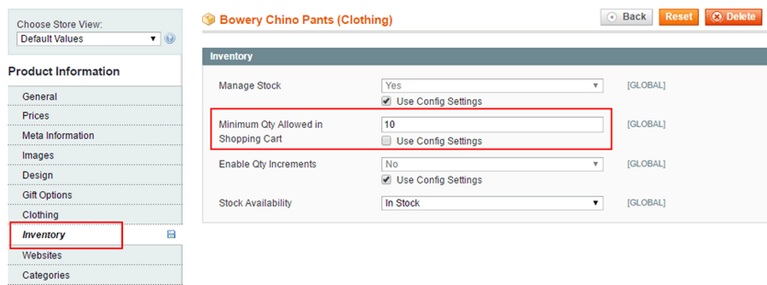 Choose Store View:
Default Values
Product Information
General
Prices
Meta Information
Images
Design
Gift Options
Clothing
Inventory
Websites
Categories
Bowery Chino Pants (Clothing)
Back
Reset
Delete
Inventory
Manage Stock
Yes
[GLOBAL]
Use Config Settings
Minimum Qty Allowed in
Shopping Cart
10
[GLOBAL]
Use Config Settings
Enable Qty Increments
No
[GLOBAL]
Use Config Settings
Stock Availability
In Stock
[GLOBAL]